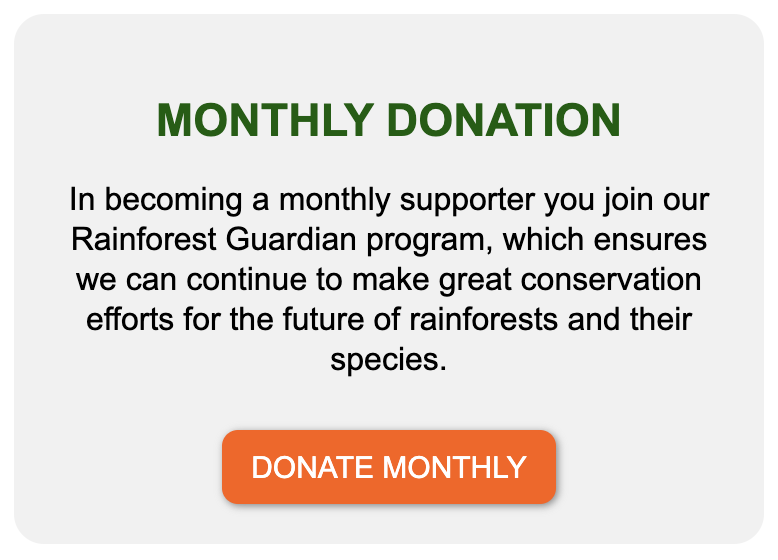 MONTHLY DONATION
In becoming a monthly supporter you join our
Rainforest Guardian program, which ensures
we can continue to make great conservation
efforts for the future of rainforests and their
species.
DONATE MONTHLY